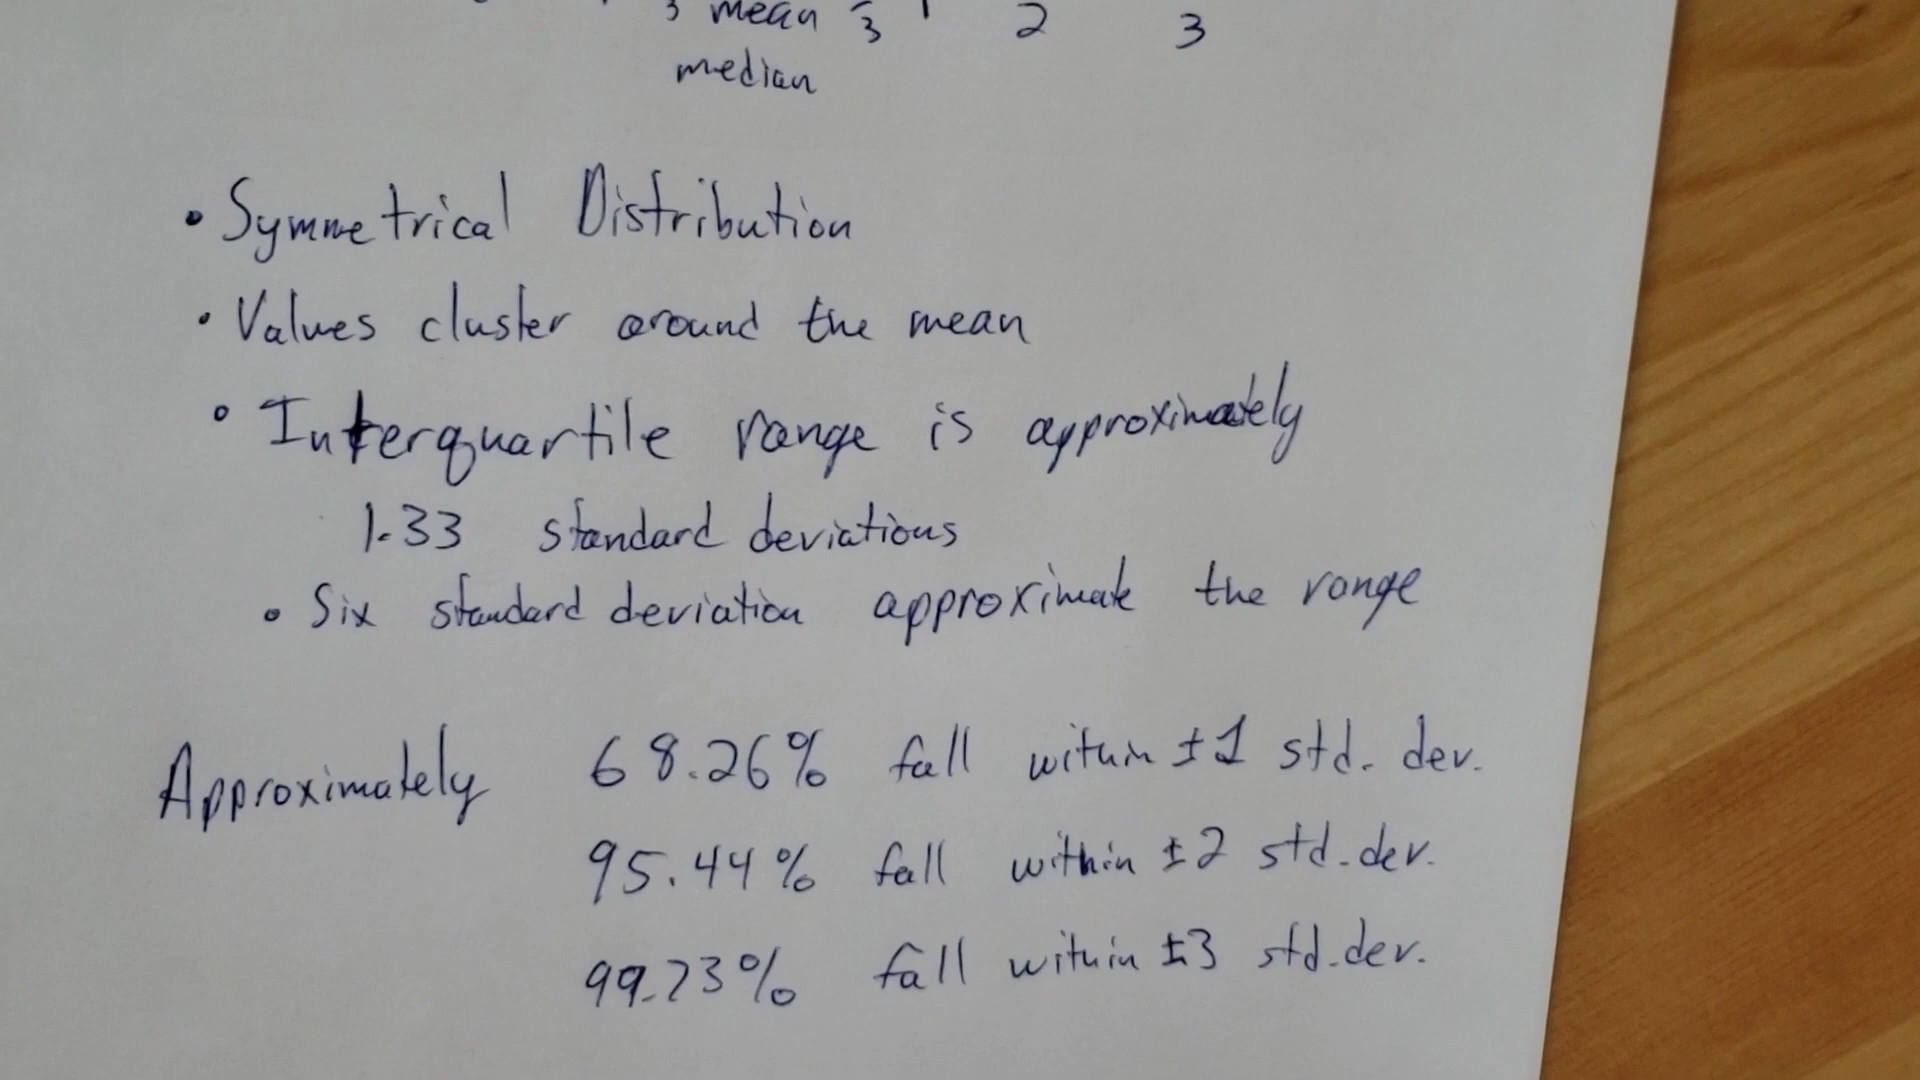 mean 3 2 3
median
• Symmetrical Distribution
• Values cluster around the mean
• Interquartile range is approximately
1.33 standard deviations
• Six standard deviation approximate the range
Approximately 68.26% fall within ±1 std. dev.
95.44% fall within ±2 std. dev.
99.73% fall within ±3 std. dev.